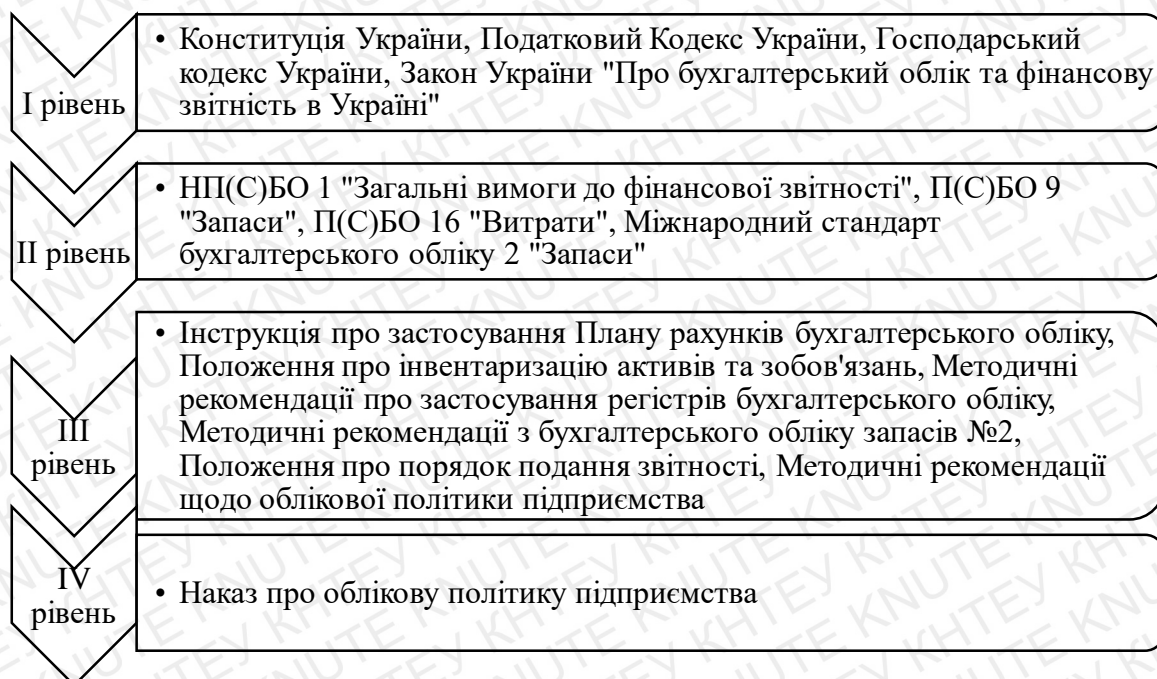 І рівень
• Конституція України, Податковий Кодекс України, Господарський
кодекс України, Закон України "Про бухгалтерський облік та фінансову
звітність в Україні"
ІІ рівень
• НП(С)БО 1 "Загальні вимоги до фінансової звітності", П(С)БО 9
"Запаси", П(С)БО 16 "Витрати", Міжнародний стандарт
бухгалтерського обліку 2 "Запаси"
ІІІ
рівень
• Інструкція про застосування Плану рахунків бухгалтерського обліку,
Положення про інвентаризацію активів та зобов'язань, Методичні
рекомендації про застосування регістрів бухгалтерського обліку,
Методичні рекомендації з бухгалтерського обліку запасів №2,
Положення про порядок подання звітності, Методичні рекомендації
щодо облікової політики підприємства
IV
рівень
• Наказ про облікову політику підприємства